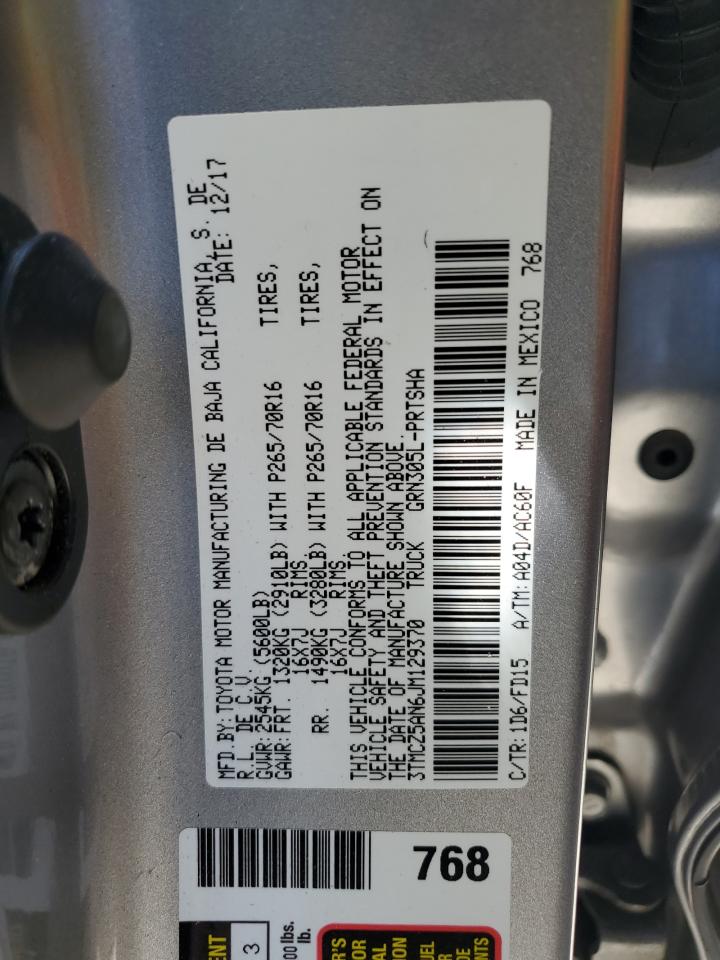 MFD.BY:TOYOTA MOTOR MANUFACTURING DE BAJA CALIFORNIA, S. DE
R.L. DE C.V. DATE: 12/17
GVWR:2545KG (5600LB)
GAWR:FRT. 1320KG (2910LB) WITH P265/70R16 TIRES,
16X7J RIMS
RR. 1490KG (3280LB) WITH P265/70R16 TIRES,
16X7J RIMS
THIS VEHICLE CONFORMS TO ALL APPLICABLE FEDERAL MOTOR
VEHICLE SAFETY AND THEFT PREVENTION STANDARDS IN EFFECT ON
THE DATE OF MANUFACTURE SHOWN ABOVE.
3TMCZ5AN6JM129370 TRUCK GRN305L-PRTSHA
C/TR:1D6/FD15 A/TM:A04D/AC60F MADE IN MEXICO 768
768
3
lbs.
lb.